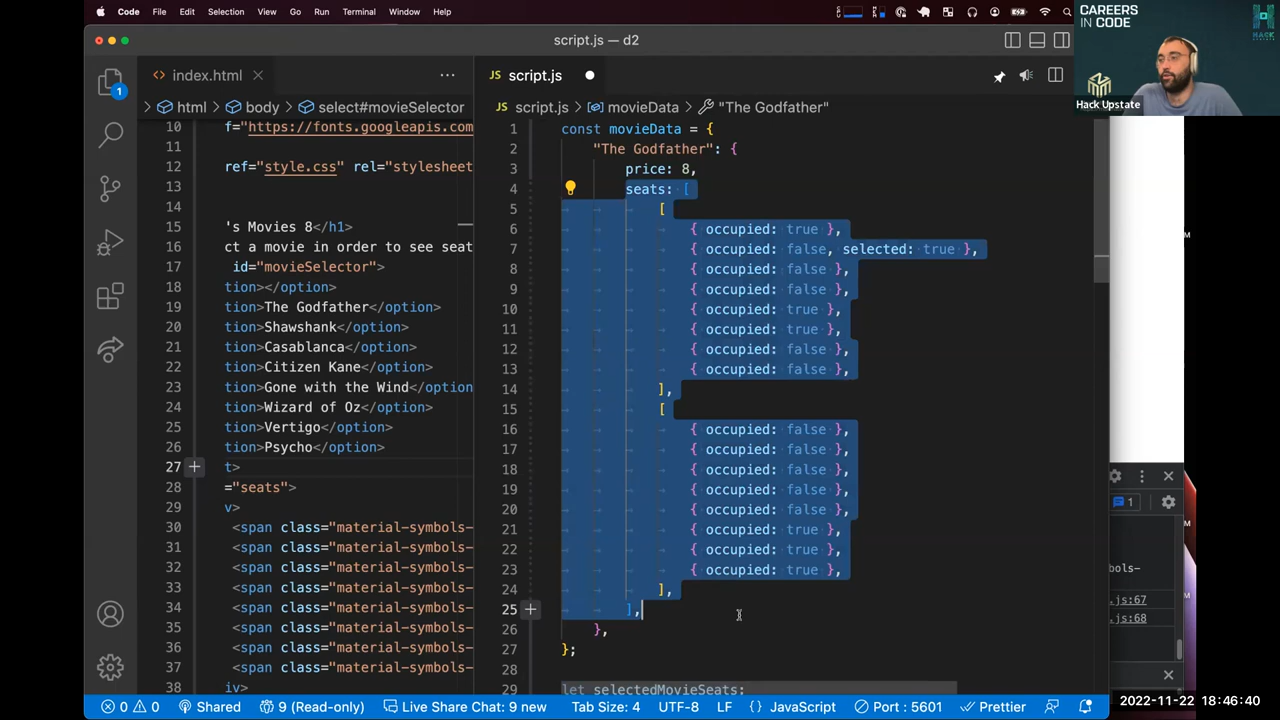 Code File Edit Selection View Go Run Terminal Window Help
script.js — d2
index.html
JS script.js
html body select#movieSelector
JS script.js movieData "The Godfather"
10 f="https://fonts.googleapis.com
12 ref="style.css" rel="stylesheet
13
14
15 's Movies 8</h1>
16 ct a movie in order to see seat
17 id="movieSelector">
18 tion></option>
19 tion>The Godfather</option>
20 tion>Shawshank</option>
21 tion>Casablanca</option>
22 tion>Citizen Kane</option>
23 tion>Gone with the Wind</option
24 tion>Wizard of Oz</option>
25 tion>Vertigo</option>
26 tion>Psycho</option>
27 t>
28 ="seats">
29 v>
30 <span class="material-symbols-
31 <span class="material-symbols-
32 <span class="material-symbols-
33 <span class="material-symbols-
34 <span class="material-symbols-
35 <span class="material-symbols-
36 <span class="material-symbols-
37 <span class="material-symbols-
38 iv>
1 const movieData = {
2 "The Godfather": {
3 price: 8,
4 seats: [
5 [
6 { occupied: true },
7 { occupied: false, selected: true },
8 { occupied: false },
9 { occupied: false },
10 { occupied: true },
11 { occupied: true },
12 { occupied: false },
13 { occupied: false },
14 ],
15 [
16 { occupied: false },
17 { occupied: false },
18 { occupied: false },
19 { occupied: false },
20 { occupied: false },
21 { occupied: true },
22 { occupied: true },
23 { occupied: true },
24 ],
25 ],
26 },
27 };
28
29 let selectedMovieSeats;
CAREERS
IN CODE
HACK
UPSTATE
Hack Upstate
M
1
bols-
.js:67
.js:68
M
M
M
1
0 0 Shared 9 (Read-only) Live Share Chat: 9 new Tab Size: 4 UTF-8 LF {} JavaScript Port : 5601 Prettier
2022-11-22 18:46:40